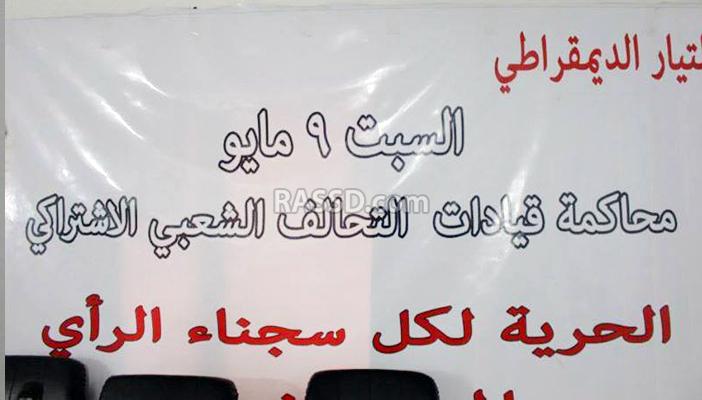 التيار الديمقراطي
السبت ٩ مايو
RASSD.com
محاكمة قيادات التحالف الشعبي الاشتراكي
الحرية لكل سجناء الرأي